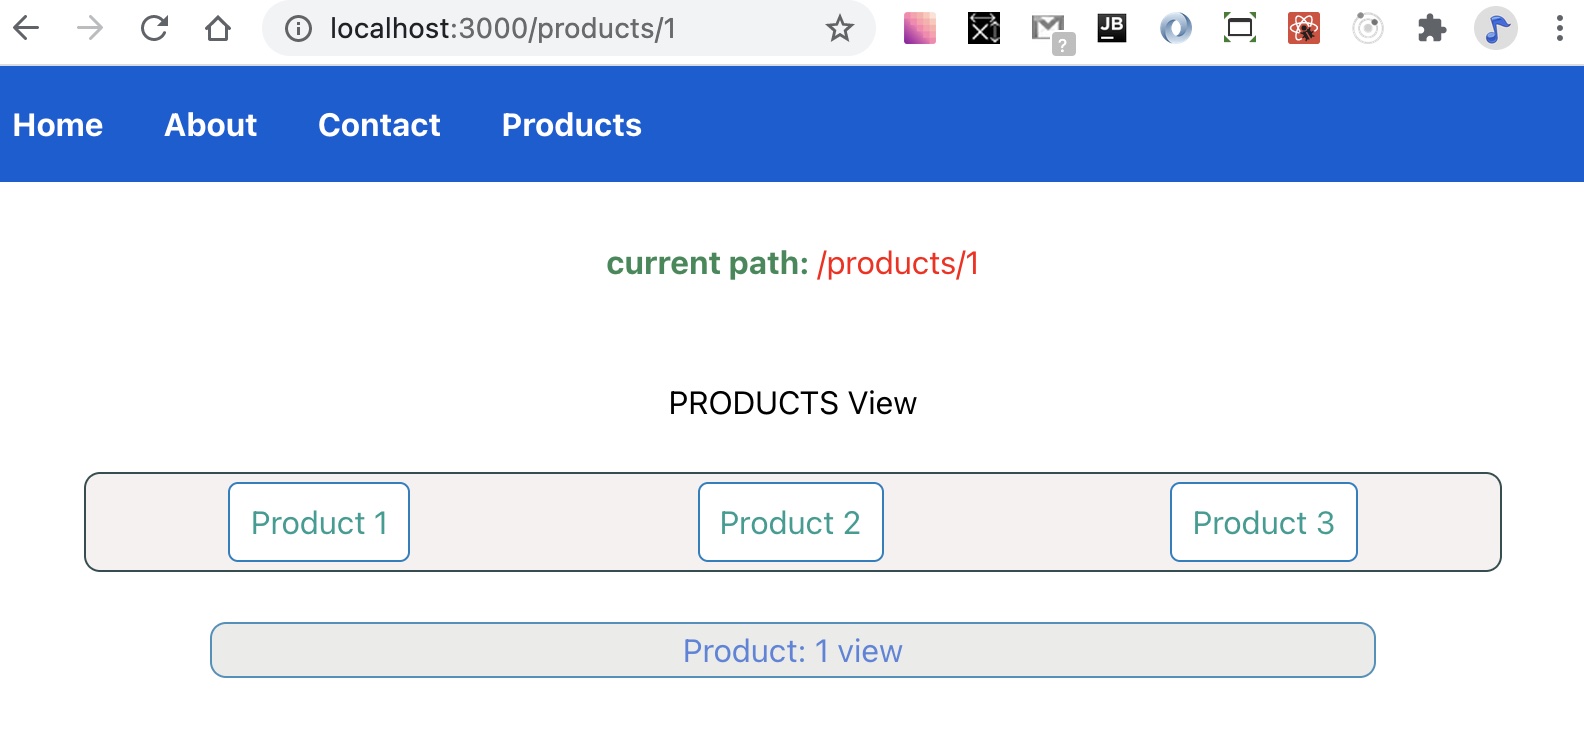 localhost:3000/products/1
?
JB
Home About Contact Products
current path: /products/1
PRODUCTS View
Product 1 Product 2 Product 3
Product: 1 view